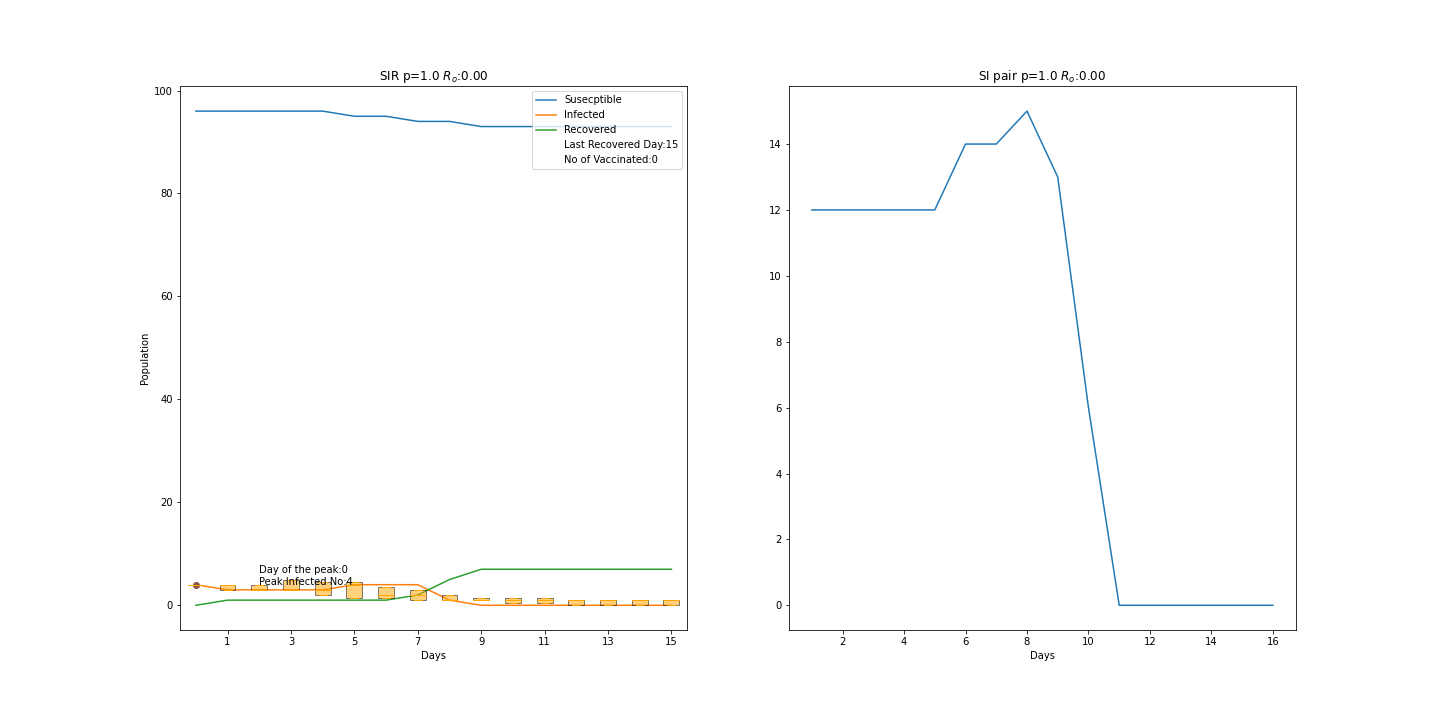 SIR p=1.0 Rₒ:0.00
100
80
60
40
20
0
Population
Susecptible
Infected
Recovered
Last Recovered Day:15
No of Vaccinated:0
Day of the peak:0
Peak Infected No:4
1 3 5 7 9 11 13 15
Days
SI pair p=1.0 Rₒ:0.00
14
12
10
8
6
4
2
0
2 4 6 8 10 12 14 16
Days